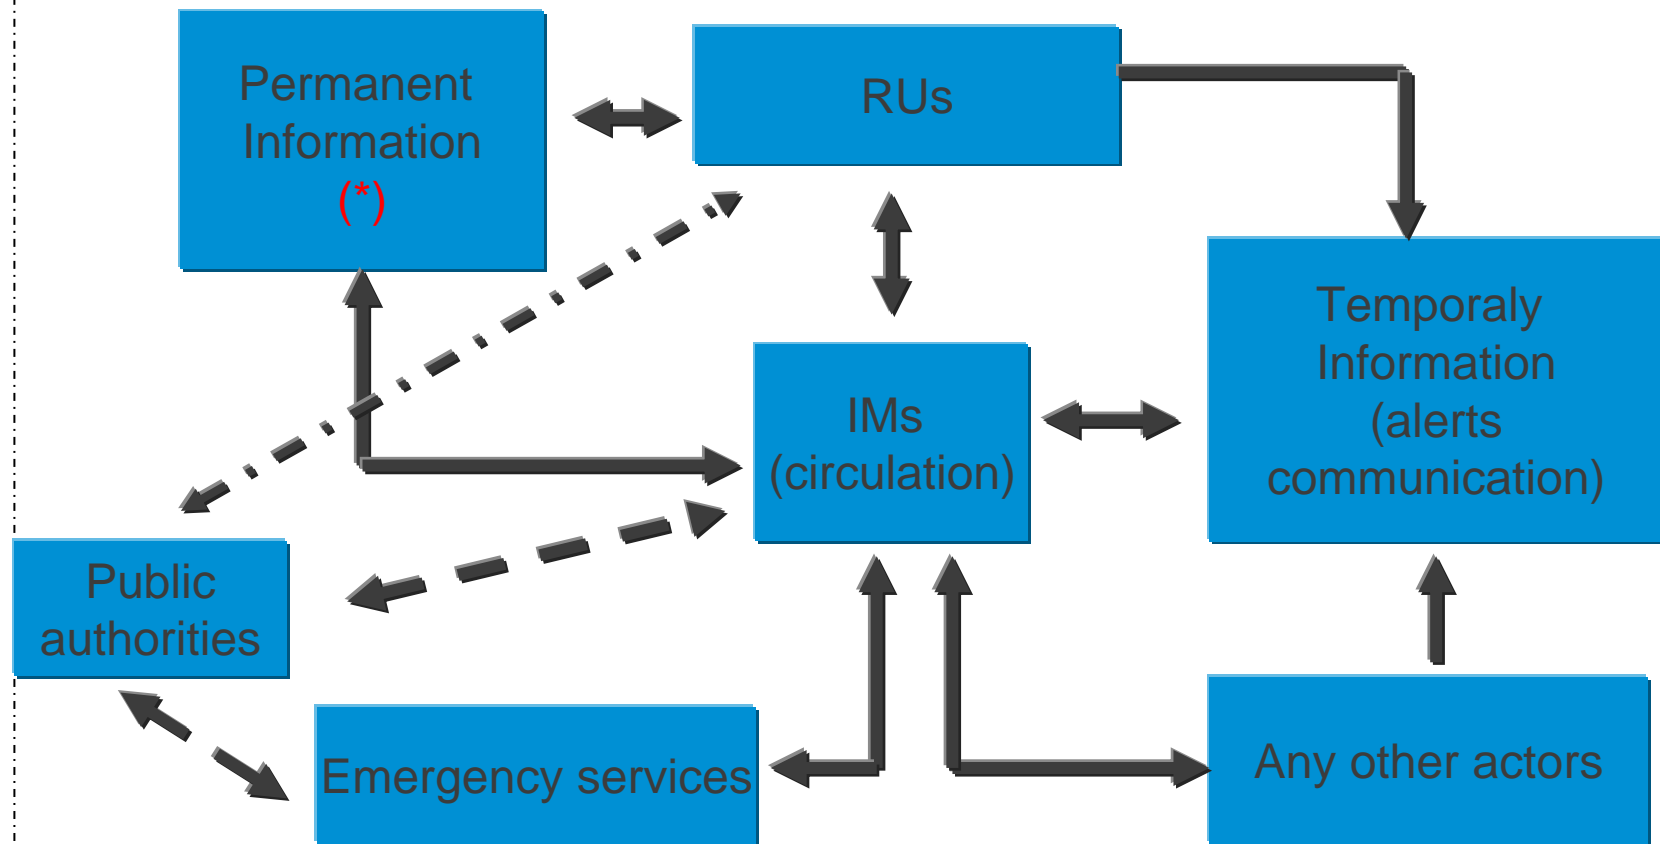 Permanent
Information
(*)
RUs
Temporaly
Information
(alerts
communication)
IMs
(circulation)
Public
authorities
Emergency services
Any other actors